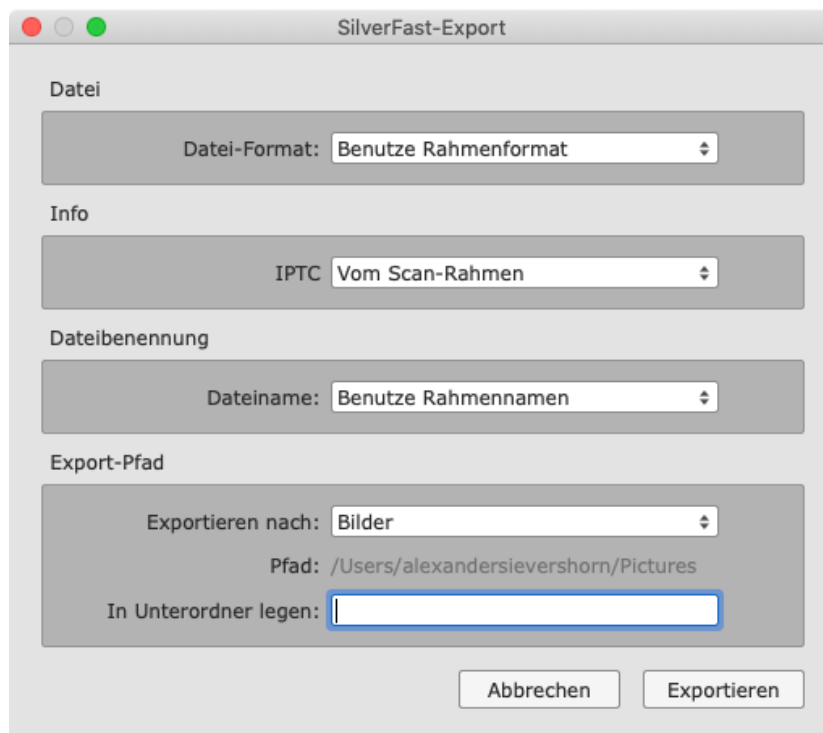 SilverFast-Export
Datei
Datei-Format: Benutze Rahmenformat
Info
IPTC Vom Scan-Rahmen
Dateibenennung
Dateiname: Benutze Rahmennamen
Export-Pfad
Exportieren nach: Bilder
Pfad: /Users/alexandersievershorn/Pictures
In Unterordner legen:
Abbrechen Exportieren